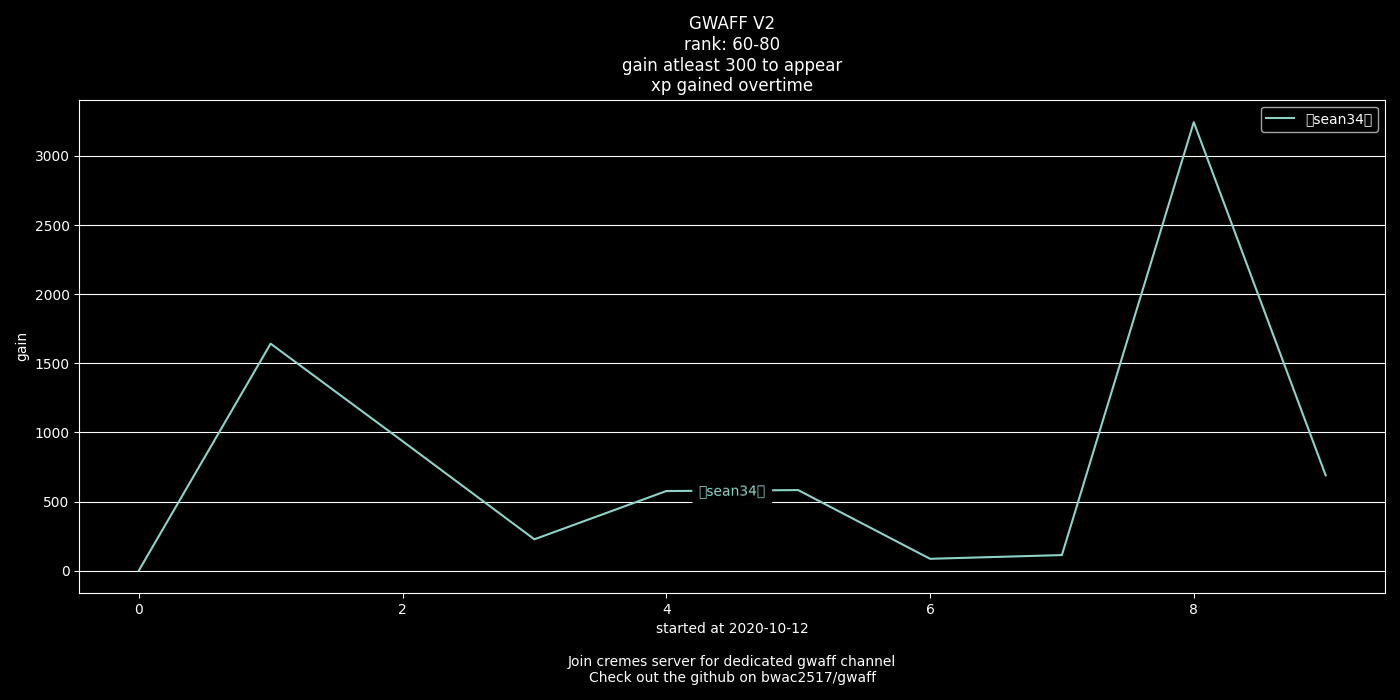 GWAFF V2
rank: 60-80
gain atleast 300 to appear
xp gained overtime
sean34
3000
2500
2000
1500
1000
500
0
gain
sean34
0 2 4 6 8
started at 2020-10-12
Join cremes server for dedicated gwaff channel
Check out the github on bwac2517/gwaff